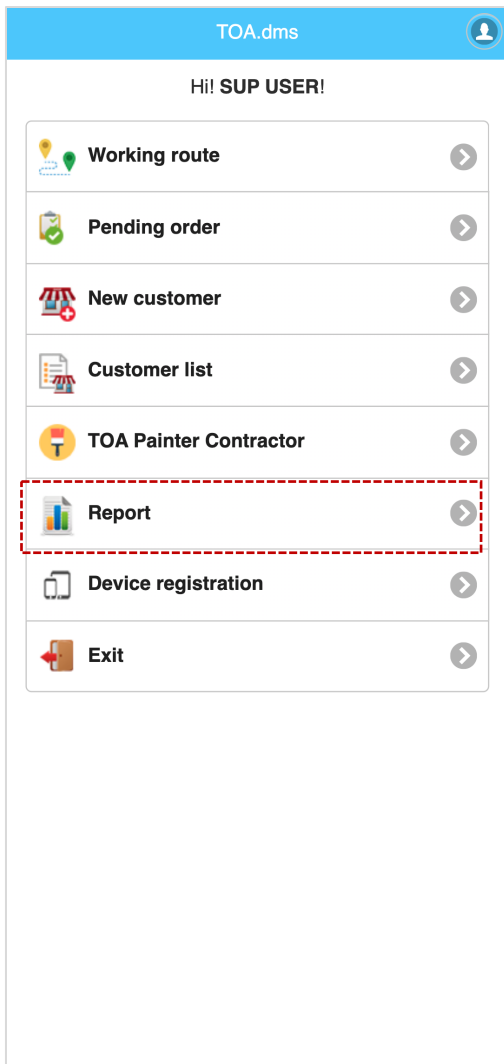 TOA.dms
Hi! SUP USER!
Working route
Pending order
New customer
Customer list
TOA Painter Contractor
Report
Device registration
Exit